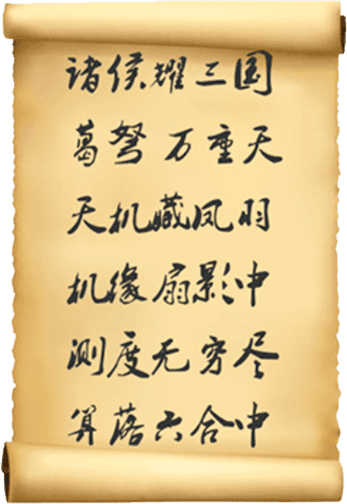 诸侯耀三国
葛弩万重天
天机藏凤羽
机缘扇影中
测度无穷尽
算落六合中